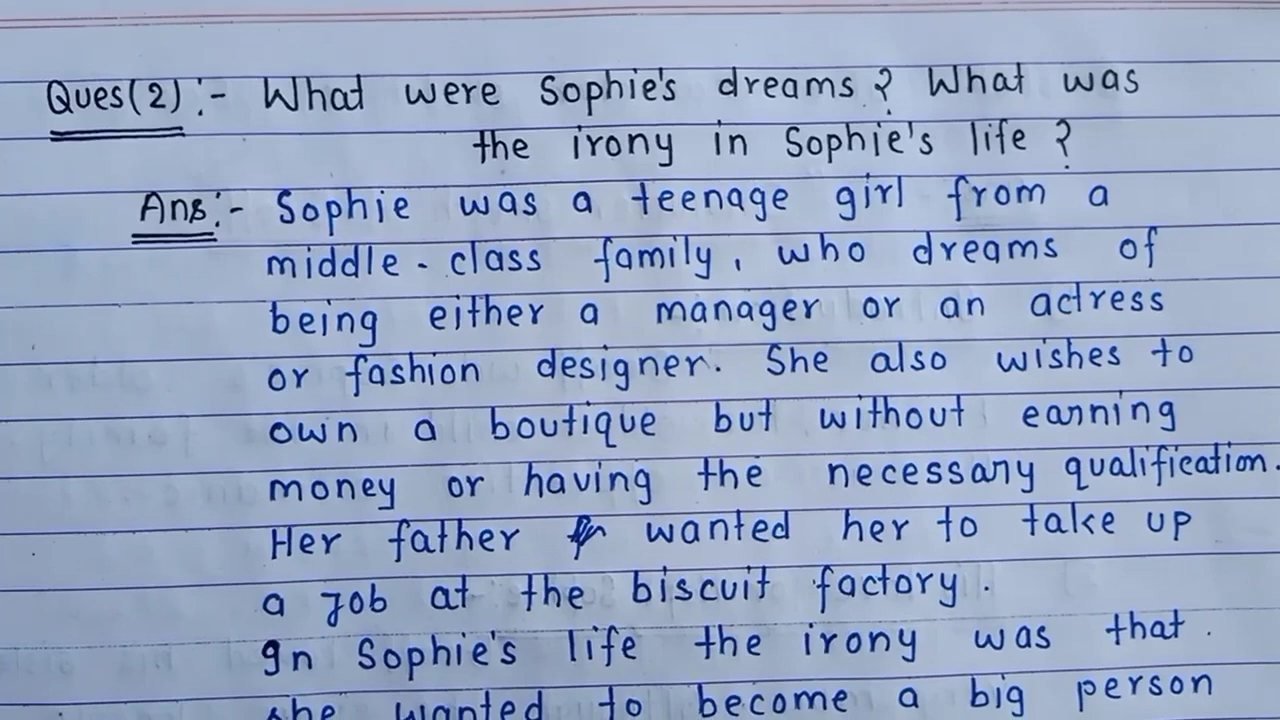 Ques(2):- What were Sophie's dreams? What was
the irony in Sophie's life?
Ans:- Sophie was a teenage girl from a
middle-class family, who dreams of
being either a manager or an actress
or fashion designer. She also wishes to
own a boutique but without earning
money or having the necessary qualification.
Her father wanted her to take up
a job at the biscuit factory.
In Sophie's life the irony was that
she wanted to become a big person